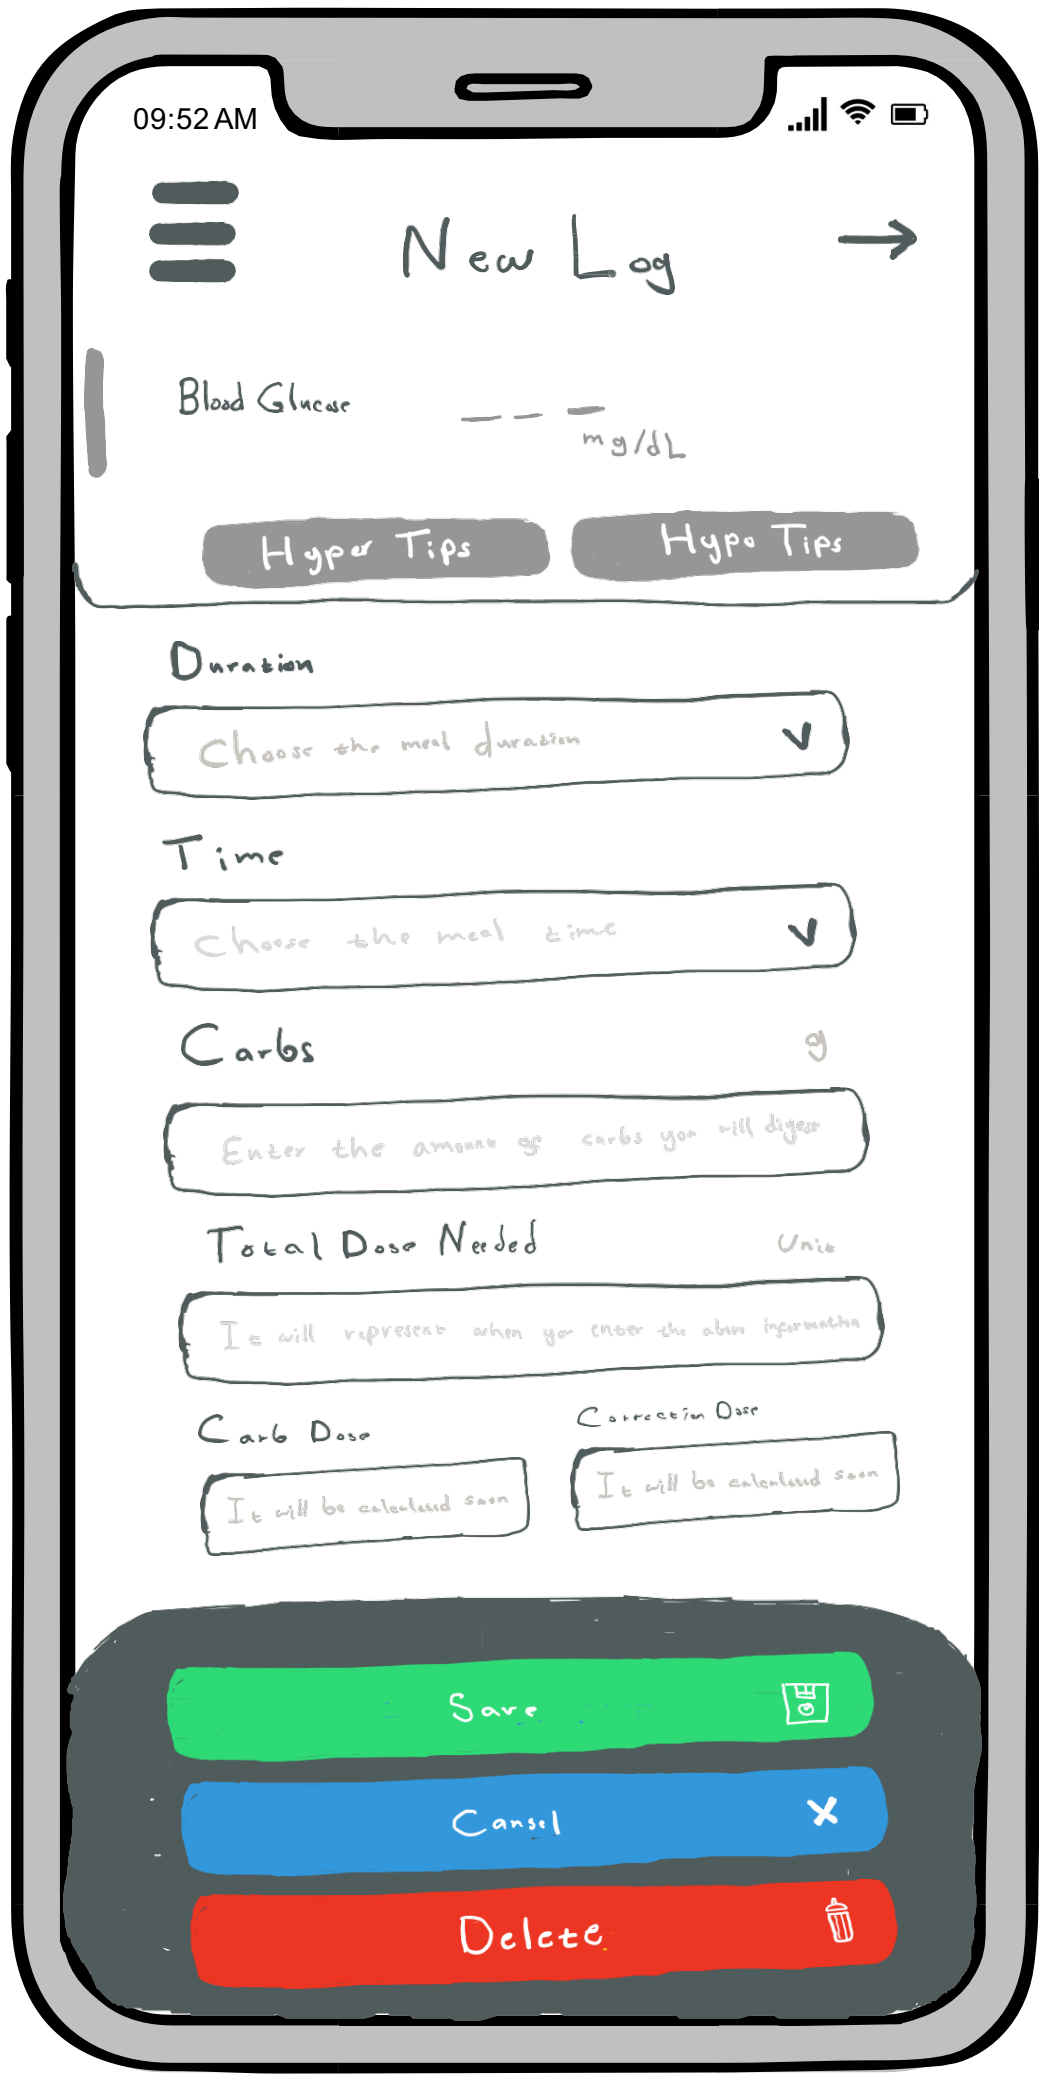 09:52 AM
New Log
Blood Glucose
mg/dL
Hyper Tips Hypo Tips
Duration
Choose the meal duration
Time
Choose the meal time
Carbs g
Enter the amount of carbs you will digest
Total Dose Needed Unit
It will represent when you enter the above information
Carb Dose Correction Dose
It will be calculated soon It will be calculated soon
Save
Cansel
Delete